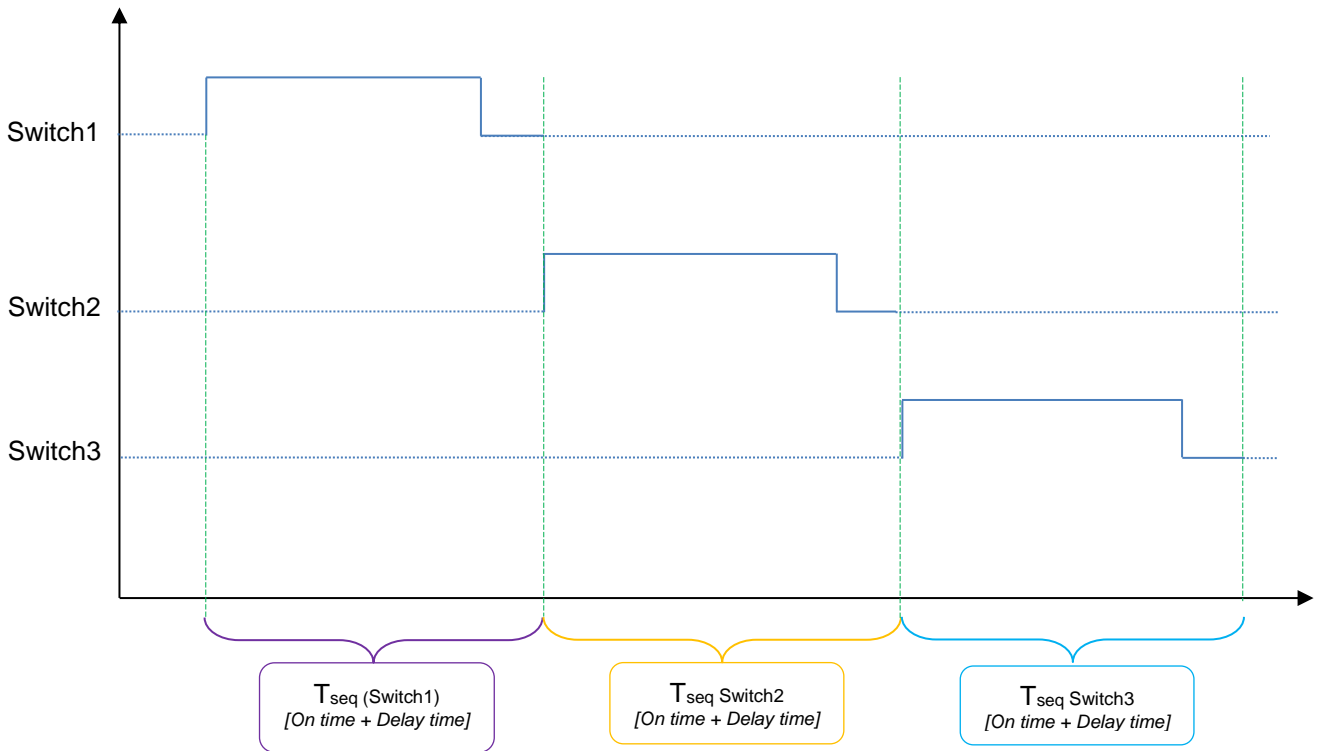 Switch1
Switch2
Switch3
Tseq (Switch1)
[On time + Delay time]
Tseq Switch2
[On time + Delay time]
Tseq Switch3
[On time + Delay time]